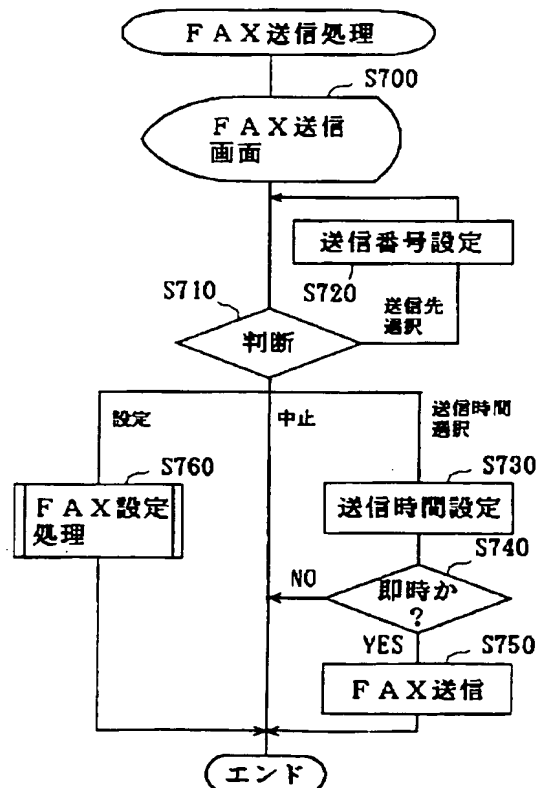 FAX送信処理
S700
FAX送信
画面
送信番号設定
S720
S710
送信先
選択
判断
設定
中止
送信時間
選択
S760
FAX設定
処理
S730
送信時間設定
S740
NO
即時か
?
YES
S750
FAX送信
エンド